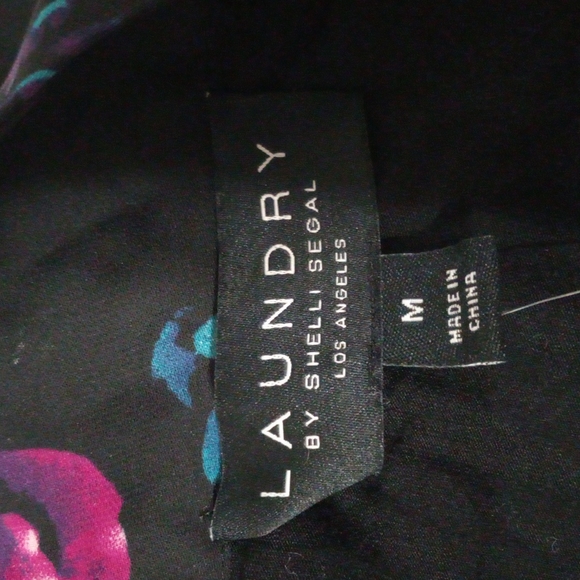 LAUNDRY
BY SHELLI SEGAL
LOS ANGELES
M
MADE IN
CHINA